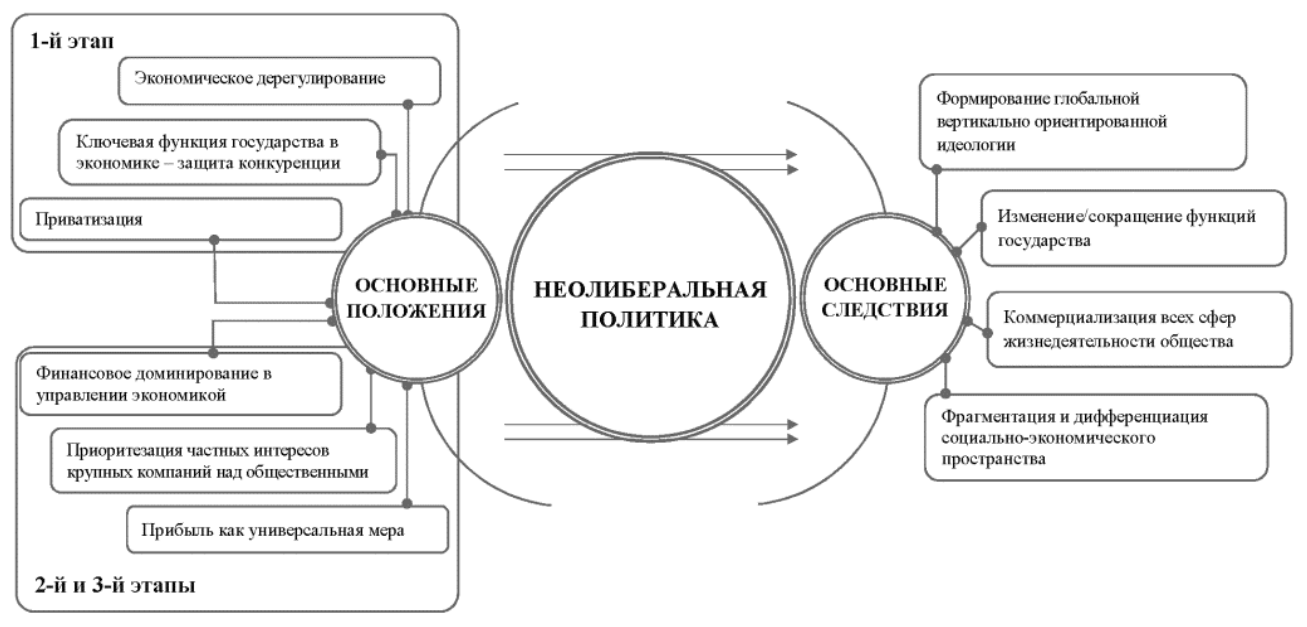 1-й этап
Экономическое дерегулирование
Ключевая функция государства в
экономике – защита конкуренции
Приватизация
ОСНОВНЫЕ
ПОЛОЖЕНИЯ
Финансовое доминирование в
управлении экономикой
Приоритезация частных интересов
крупных компаний над общественными
Прибыль как универсальная мера
2-й и 3-й этапы
НЕОЛИБЕРАЛЬНАЯ
ПОЛИТИКА
ОСНОВНЫЕ
СЛЕДСТВИЯ
Формирование глобальной
вертикально ориентированной
идеологии
Изменение/сокращение функций
государства
Коммерциализация всех сфер
жизнедеятельности общества
Фрагментация и дифференциация
социально-экономического
пространства